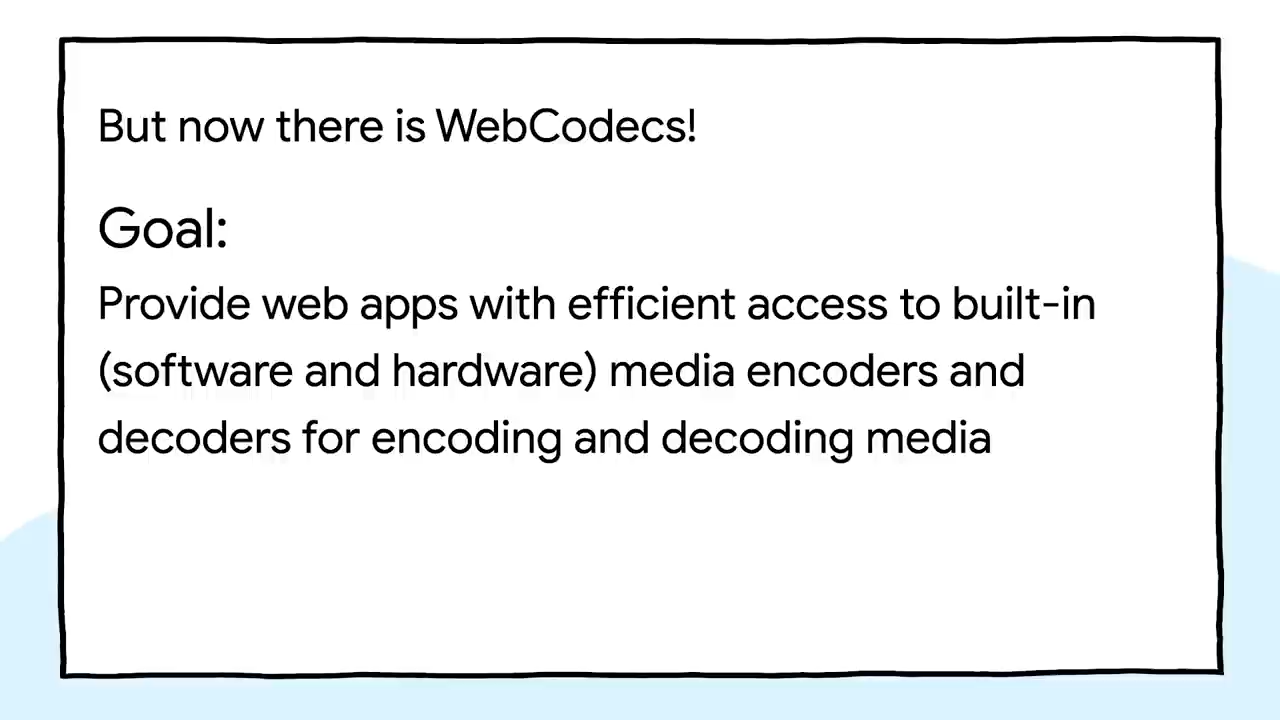 But now there is WebCodecs!
Goal:
Provide web apps with efficient access to built-in
(software and hardware) media encoders and
decoders for encoding and decoding media